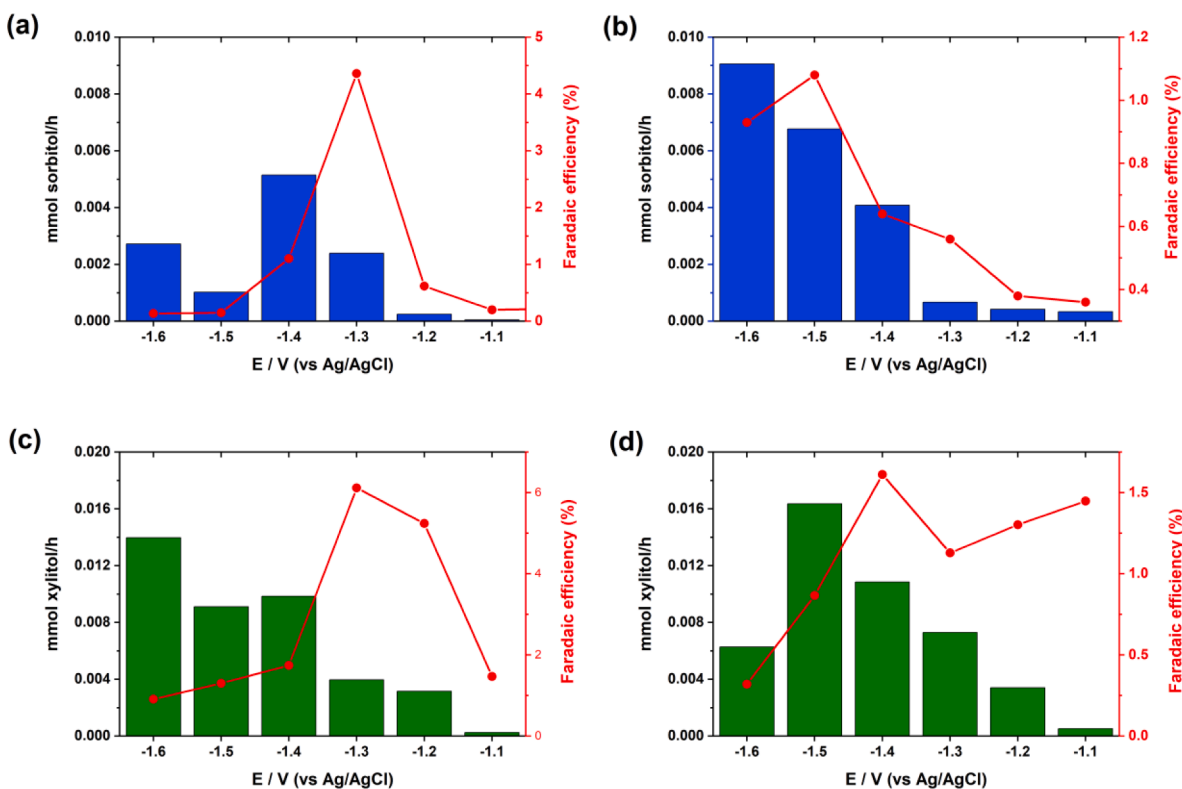 (a)
mmol sorbitol/h
0.010
0.008
0.006
0.004
0.002
0.000
-1.6 -1.5 -1.4 -1.3 -1.2 -1.1
E / V (vs Ag/AgCl)
5
4
3
2
1
0
Faradaic efficiency (%)
(b)
mmol sorbitol/h
0.010
0.008
0.006
0.004
0.002
0.000
-1.6 -1.5 -1.4 -1.3 -1.2 -1.1
E / V (vs Ag/AgCl)
1.2
1.0
0.8
0.6
0.4
Faradaic efficiency (%)
(c)
mmol xylitol/h
0.020
0.016
0.012
0.008
0.004
0.000
-1.6 -1.5 -1.4 -1.3 -1.2 -1.1
E / V (vs Ag/AgCl)
6
4
2
0
Faradaic efficiency (%)
(d)
mmol xylitol/h
0.020
0.016
0.012
0.008
0.004
0.000
-1.6 -1.5 -1.4 -1.3 -1.2 -1.1
E / V (vs Ag/AgCl)
1.5
1.0
0.5
0.0
Faradaic efficiency (%)